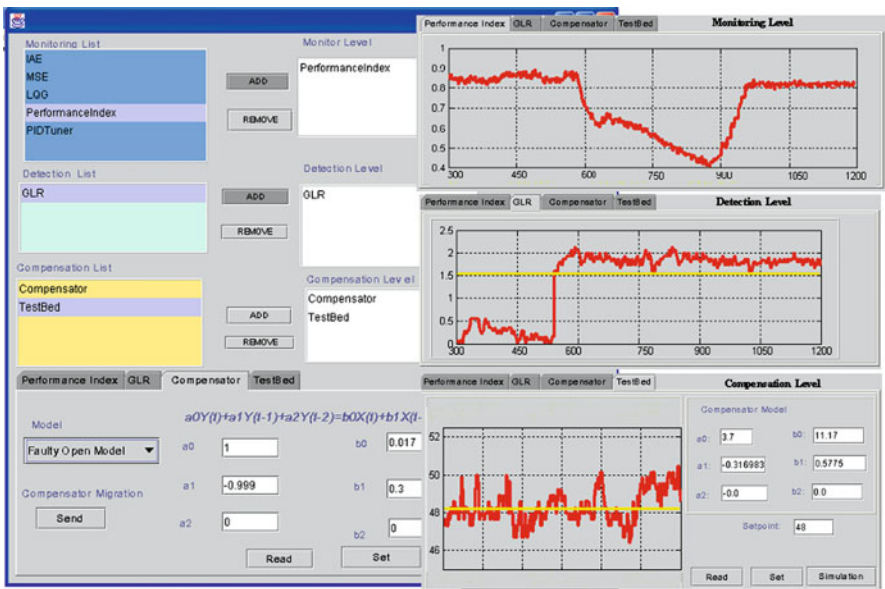 Monitoring List
IAE
MSE
LQG
PerformanceIndex
PIDTuner
ADD
REMOVE
Monitor Level
PerformanceIndex
Detection List
GLR
ADD
REMOVE
Detection Level
GLR
Compensation List
Compensator
TestBed
ADD
REMOVE
Compensation Level
Compensator
TestBed
Performance Index GLR Compensator TestBed
Model
Faulty Open Model
Compensator Migration
Send
a0Y(t)+a1Y(t-1)+a2Y(t-2)=b0X(t)+b1X(t-
a0 1
b0 0.017
a1 -0.999
b1 0.3
a2 0
b2 0
Read Set
Performance Index GLR Compensator TestBed Monitoring Level
1
0.9
0.8
0.7
0.6
0.5
0.4
300 450 600 750 900 1050 1200
Performance Index GLR Compensator TestBed Detection Level
2.5
2
1.5
1
0.5
0
300 450 600 750 900 1050 1200
Performance Index GLR Compensator TestBed Compensation Level
52
50
48
46
Compensator Model
a0: 3.7 b0: 11.17
a1: -0.316983 b1: 0.5775
a2: -0.0 b2: 0.0
Setpoint: 48
Read Set Simulation